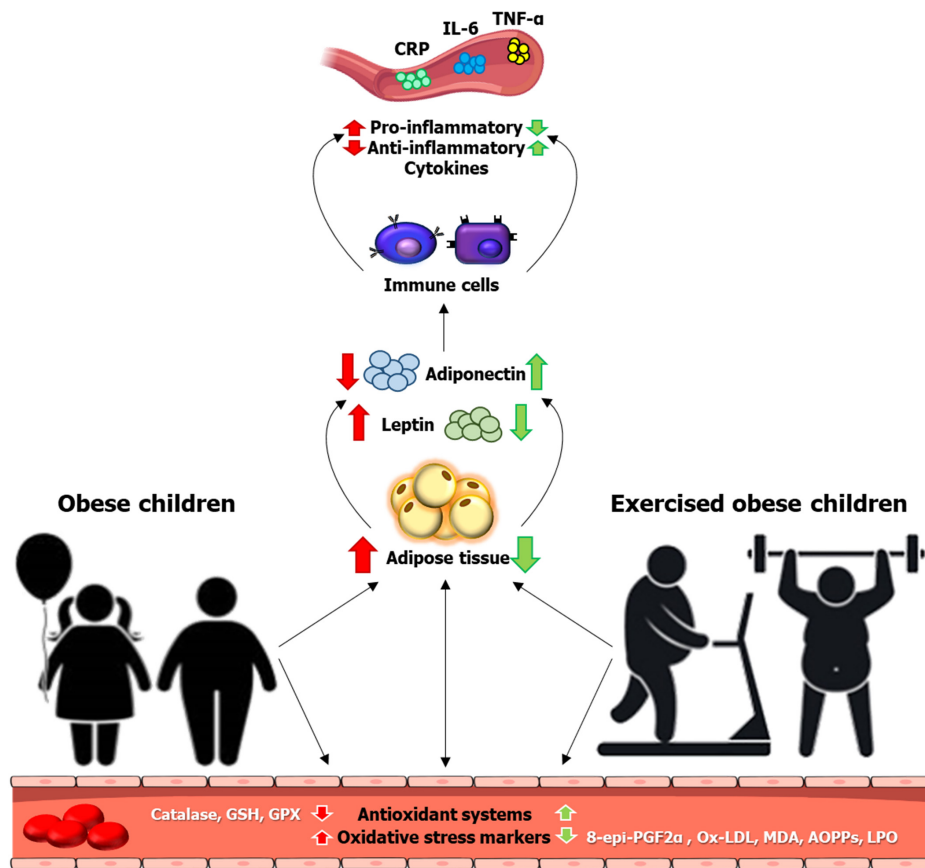 TNF-α
IL-6
CRP
Pro-inflammatory
Anti-inflammatory
Cytokines
Immune cells
Adiponectin
Leptin
Obese children
Exercised obese children
Adipose tissue
Catalase, GSH, GPX Antioxidant systems
Oxidative stress markers 8-epi-PGF2α , Ox-LDL, MDA, AOPPs, LPO